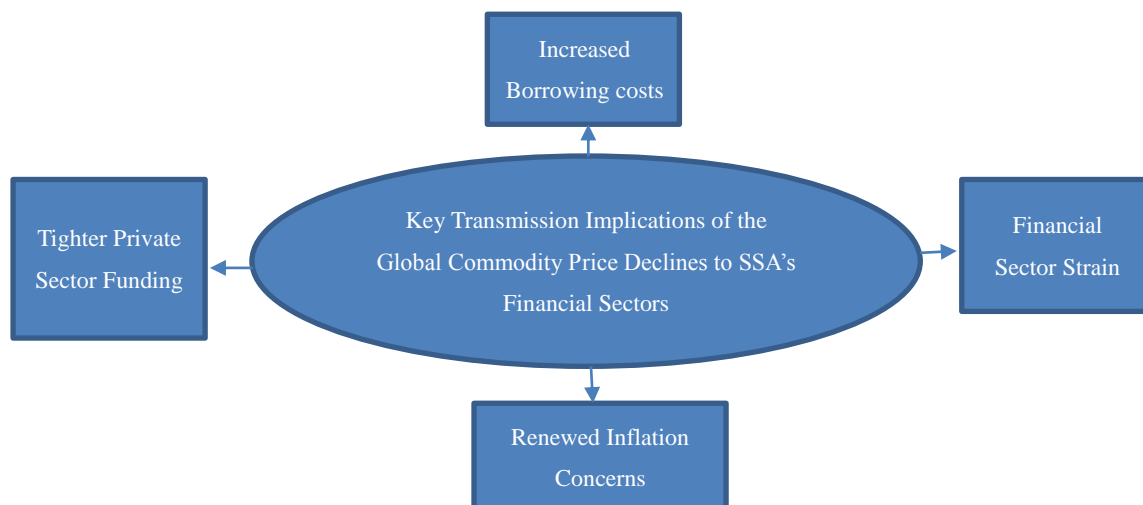 Increased
Borrowing costs
Tighter Private
Sector Funding
Key Transmission Implications of the
Global Commodity Price Declines to SSA’s
Financial Sectors
Financial
Sector Strain
Renewed Inflation
Concerns